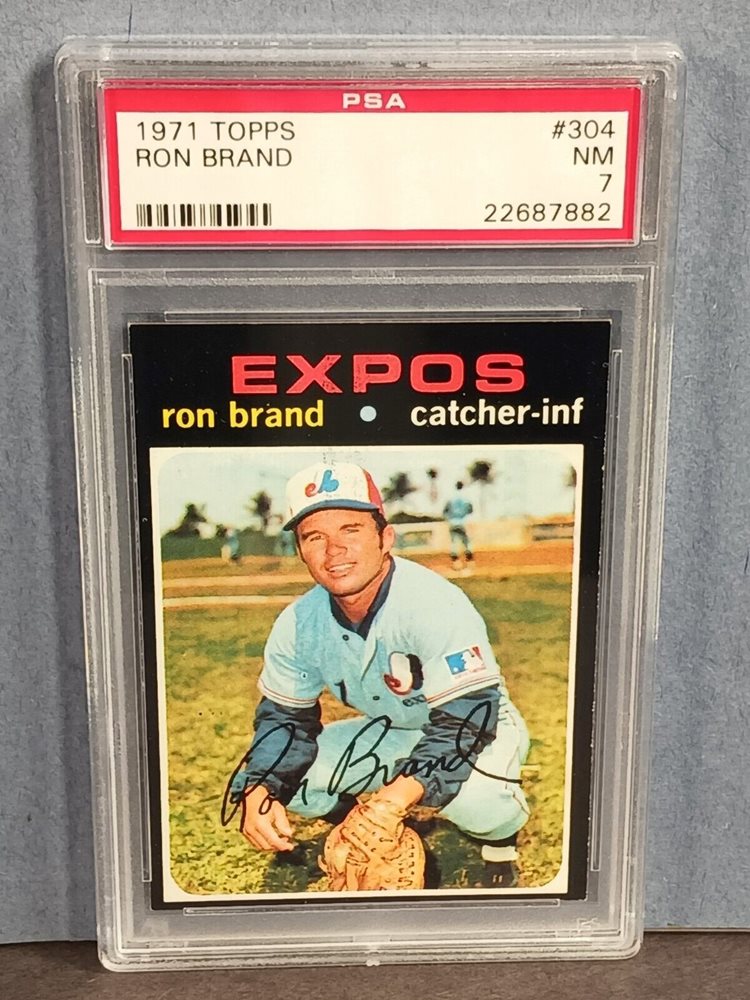 PSA
1971 TOPPS #304
RON BRAND NM
7
22687882
EXPOS
ron brand • catcher-inf
Ron Brand